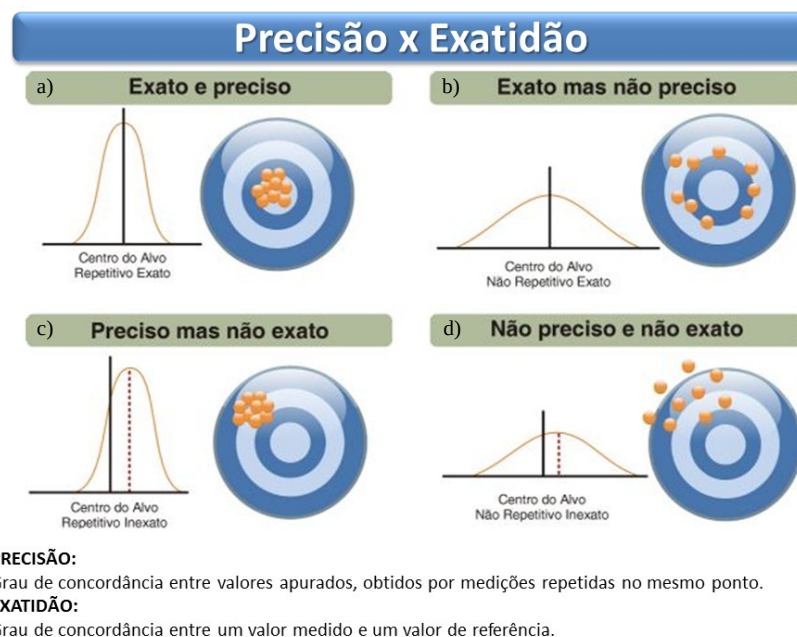 Precisão x Exatidão
a) Exato e preciso
b) Exato mas não preciso
Centro do Alvo
Repetitivo Exato
Centro do Alvo
Não Repetitivo Exato
c) Preciso mas não exato
d) Não preciso e não exato
Centro do Alvo
Repetitivo Inexato
Centro do Alvo
Não Repetitivo Inexato
RECISÃO:
rau de concordância entre valores apurados, obtidos por medições repetidas no mesmo ponto.
XATIDÃO:
rau de concordância entre um valor medido e um valor de referência.